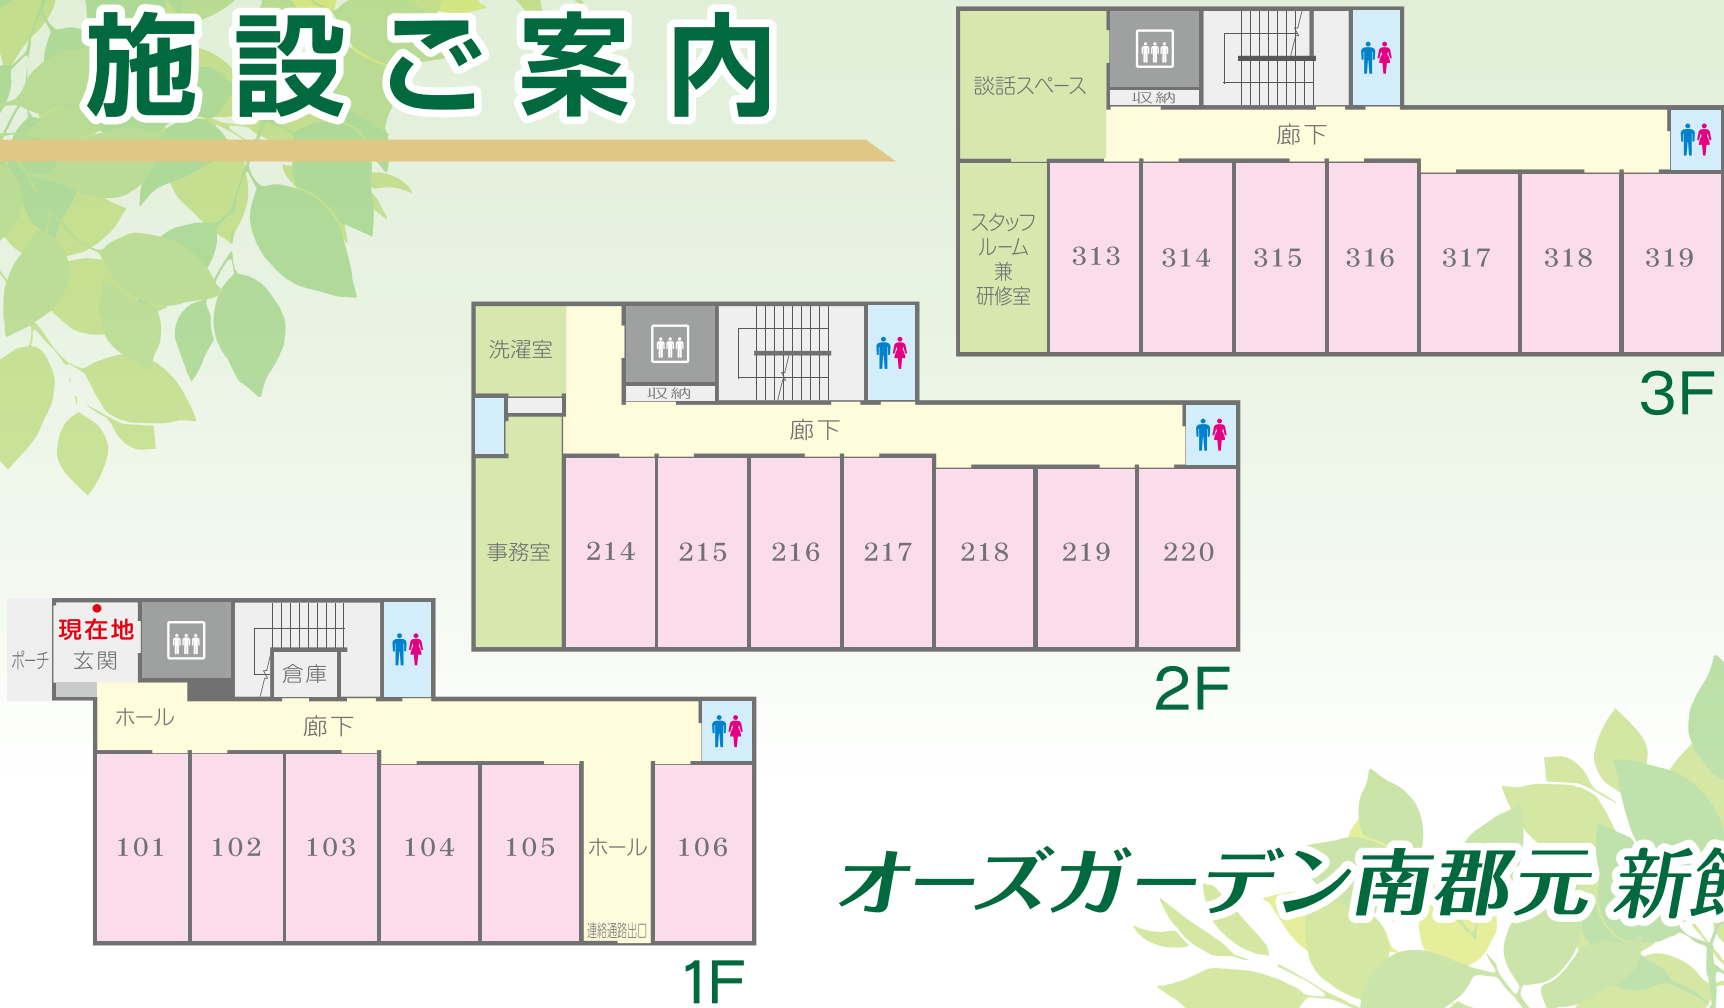 施設ご案内
談話スペース
収納
廊下
スタッフ
ルーム
兼
研修室
313
314
315
316
317
318
319
3F
洗濯室
収納
廊下
事務室
214
215
216
217
218
219
220
2F
現在地
ポーチ
玄関
倉庫
ホール
廊下
101
102
103
104
105
ホール
106
連絡通路出口
1F
オーズガーデン南郡元 新館